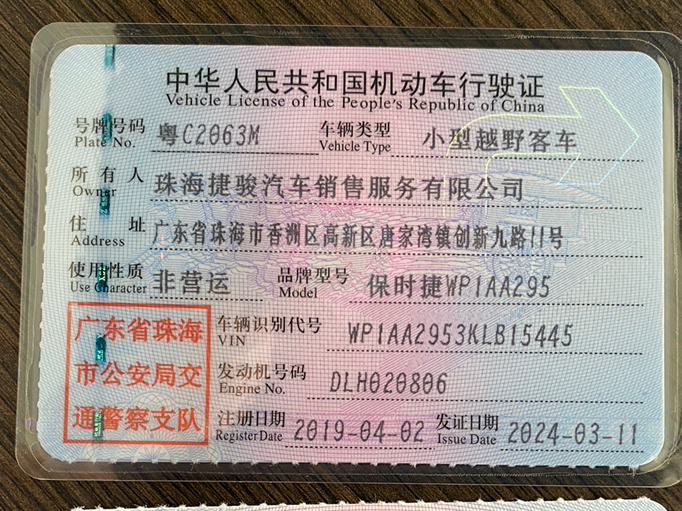 中华人民共和国机动车行驶证
Vehicle License of the People's Republic of China
号牌号码 粤C2063M 车辆类型 小型越野客车
Plate No. Vehicle Type
所有人 珠海捷骏汽车销售服务有限公司
Owner
住址 广东省珠海市香洲区高新区唐家湾镇创新九路11号
Address
使用性质 非营运 品牌型号 保时捷WP1AA295
Use Character Model
广东省珠海
市公安局交
通警察支队
车辆识别代号 WP1AA2953KLB15445
VIN
发动机号码 DLH020806
Engine No.
注册日期 2019-04-02 发证日期 2024-03-11
Register Date Issue Date